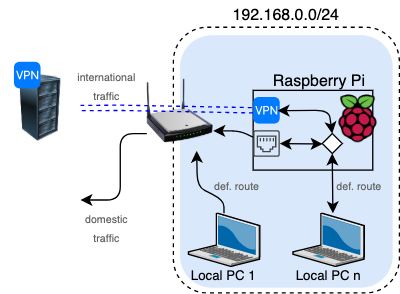 192.168.0.0/24
VPN
international
traffic
Raspberry Pi
VPN
def. route
def. route
domestic
traffic
Local PC 1
Local PC n